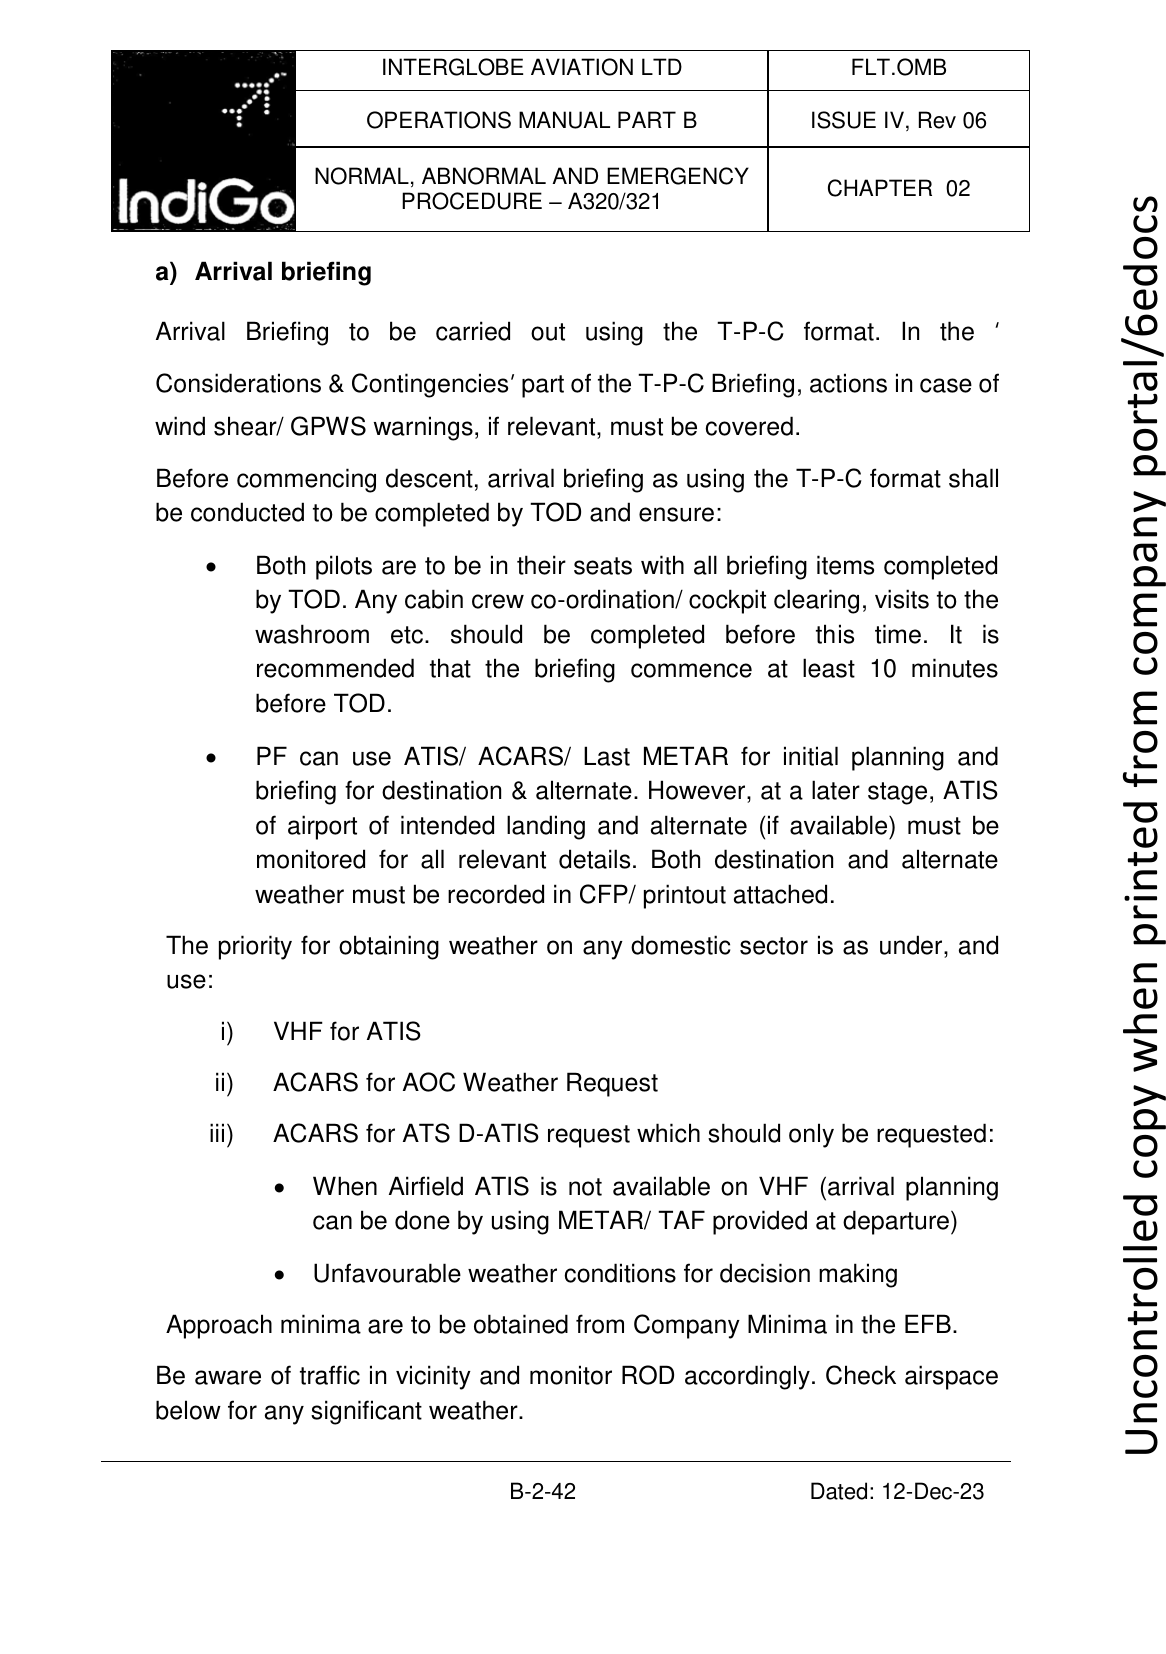 IndiGo
INTERGLOBE AVIATION LTD
FLT.OMB
OPERATIONS MANUAL PART B
ISSUE IV, Rev 06
NORMAL, ABNORMAL AND EMERGENCY
PROCEDURE – A320/321
CHAPTER 02
a) Arrival briefing
Arrival Briefing to be carried out using the T-P-C format. In the ‘
Considerations & Contingencies’ part of the T-P-C Briefing, actions in case of
wind shear/ GPWS warnings, if relevant, must be covered.
Before commencing descent, arrival briefing as using the T-P-C format shall
be conducted to be completed by TOD and ensure:
• Both pilots are to be in their seats with all briefing items completed
by TOD. Any cabin crew co-ordination/ cockpit clearing, visits to the
washroom etc. should be completed before this time. It is
recommended that the briefing commence at least 10 minutes
before TOD.
• PF can use ATIS/ ACARS/ Last METAR for initial planning and
briefing for destination & alternate. However, at a later stage, ATIS
of airport of intended landing and alternate (if available) must be
monitored for all relevant details. Both destination and alternate
weather must be recorded in CFP/ printout attached.
The priority for obtaining weather on any domestic sector is as under, and
use:
i) VHF for ATIS
ii) ACARS for AOC Weather Request
iii) ACARS for ATS D-ATIS request which should only be requested:
• When Airfield ATIS is not available on VHF (arrival planning
can be done by using METAR/ TAF provided at departure)
• Unfavourable weather conditions for decision making
Approach minima are to be obtained from Company Minima in the EFB.
Be aware of traffic in vicinity and monitor ROD accordingly. Check airspace
below for any significant weather.
B-2-42
Dated: 12-Dec-23
Uncontrolled copy when printed from company portal/6edocs